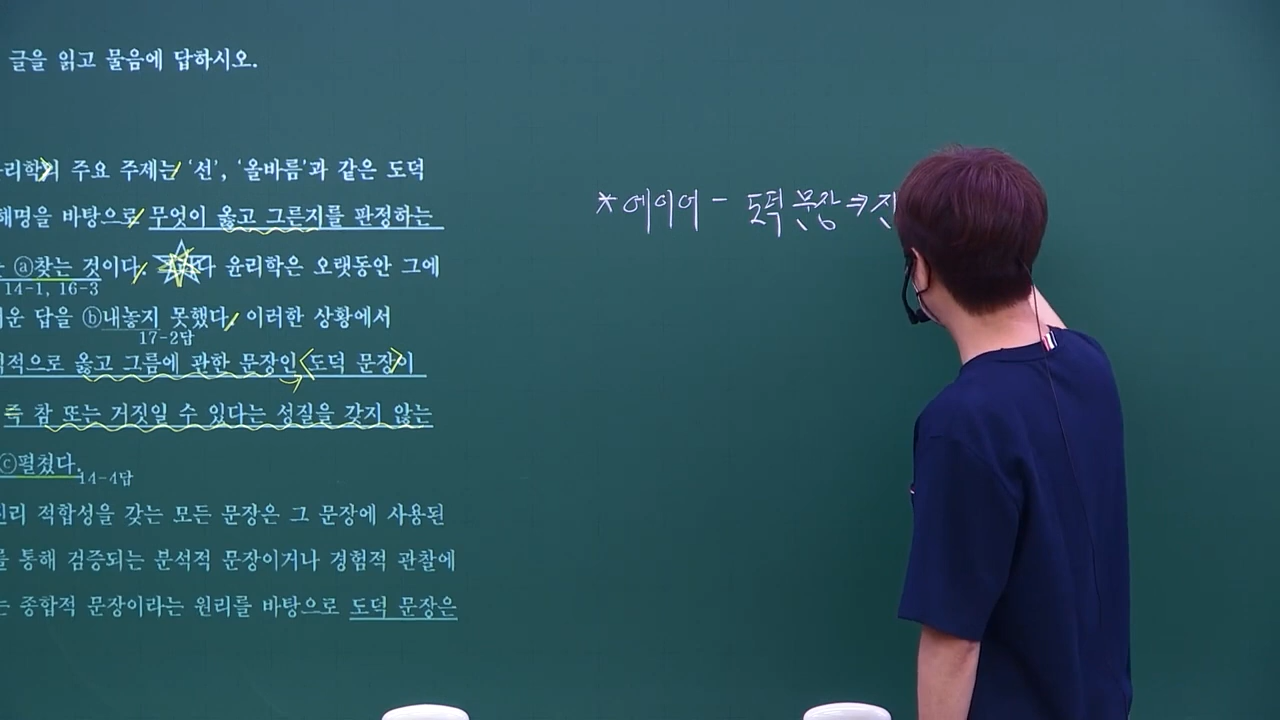 글을 읽고 물음에 답하시오.
리학의 주요 주제는 ‘선’, ‘올바름’과 같은 도덕
해명을 바탕으로 무엇이 옳고 그른지를 판정하는
ⓐ찾는 것이다. 윤리학은 오랫동안 그에
14-1, 16-3
운 답을 ⓑ내놓지 못했다. 이러한 상황에서
17-2답
적으로 옳고 그름에 관한 문장인 도덕 문장이
즉 참 또는 거짓일 수 있다는 성질을 갖지 않는
ⓒ펼쳤다.
14-4답
리 적합성을 갖는 모든 문장은 그 문장에 사용된
를 통해 검증되는 분석적 문장이거나 경험적 관찰에
는 종합적 문장이라는 원리를 바탕으로 도덕 문장은
* 에이어 - 도덕 문장 ⇒ 진